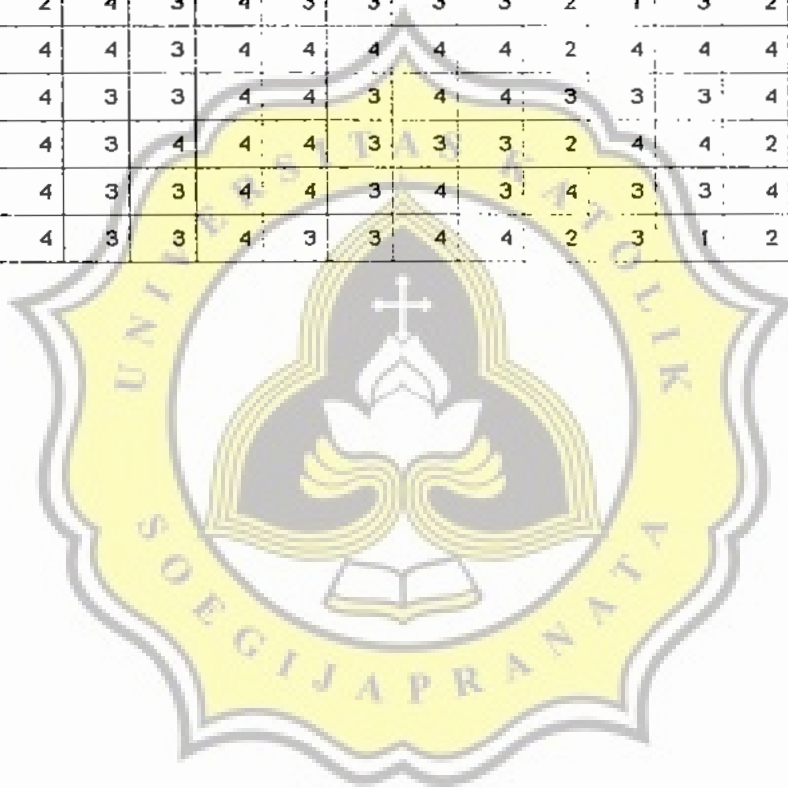 2 4 3 4 3 3 3 3 2 1 3 2
4 4 3 4 4 4 4 4 2 4 4 4
4 3 3 4 4 3 4 4 3 3 3 4
4 3 4 4 4 3 3 3 2 4 4 2
4 3 3 4 4 3 4 3 4 3 3 4
4 3 3 4 3 3 4 4 2 3 1 2
UNIVERSITAS KATOLIK
SOEGIJAPRANATA